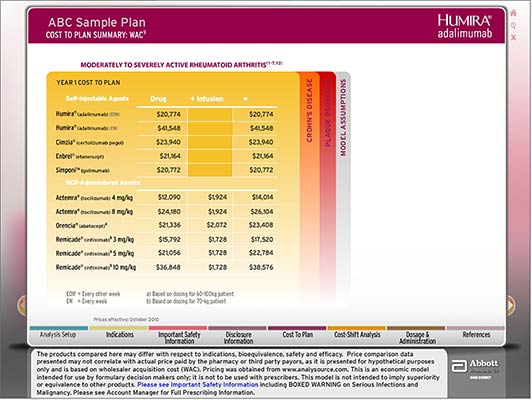 ABC Sample Plan
COST TO PLAN SUMMARY: WAC⁹
HUMIRA®
adalimumab
MODERATELY TO SEVERELY ACTIVE RHEUMATOID ARTHRITIS
YEAR 1 COST TO PLAN
Self-Injectable Agents Drug + Infusion =
Humira® (adalimumab) (EOW) $20,774 $20,774
Humira® (adalimumab) (EW) $41,548 $41,548
Cimzia® (certolizumab pegol) $23,940 $23,940
Enbrel® (etanercept) $21,164 $21,164
Simponi™ (golimumab) $20,772 $20,772
HCP-Administered Agents
Actemra® (tocilizumab) 4 mg/kg $12,090 $1,924 $14,014
Actemra® (tocilizumab) 8 mg/kg $24,180 $1,924 $26,104
Orencia® (abatacept)ᵃ $21,336 $2,072 $23,408
Remicade® (infliximab)ᵇ 3 mg/kg $15,792 $1,728 $17,520
Remicade® (infliximab)ᵇ 5 mg/kg $21,056 $1,728 $22,784
Remicade® (infliximab)ᵇ 10 mg/kg $36,848 $1,728 $38,576
CROHN'S DISEASE
PLAQUE PSORIASIS
MODEL ASSUMPTIONS
EOW = Every other week a) Based on dosing for 60-100kg patient
EW = Every week b) Based on dosing for 70-kg patient
Prices effective: October 2010
Analysis Setup
Indications
Important Safety
Information
Disclosure
Information
Cost To Plan
Cost-Shift Analysis
Dosage &
Administration
References
The products compared here may differ with respect to indications, bioequivalence, safety and efficacy. Price comparison data
presented may not correlate with actual price paid by the pharmacy or third party payors, as it is presented for hypothetical purposes
only and is based on wholesaler acquisition cost (WAC). Pricing was obtained from www.analysource.com. This is an economic model
intended for use by formulary decision makers only; it is not to be used with prescribers. This model is not intended to imply superiority
or equivalence to other products. Please see Important Safety Information including BOXED WARNING on Serious Infections and
Malignancy. Please see Account Manager for Full Prescribing Information.
Abbott